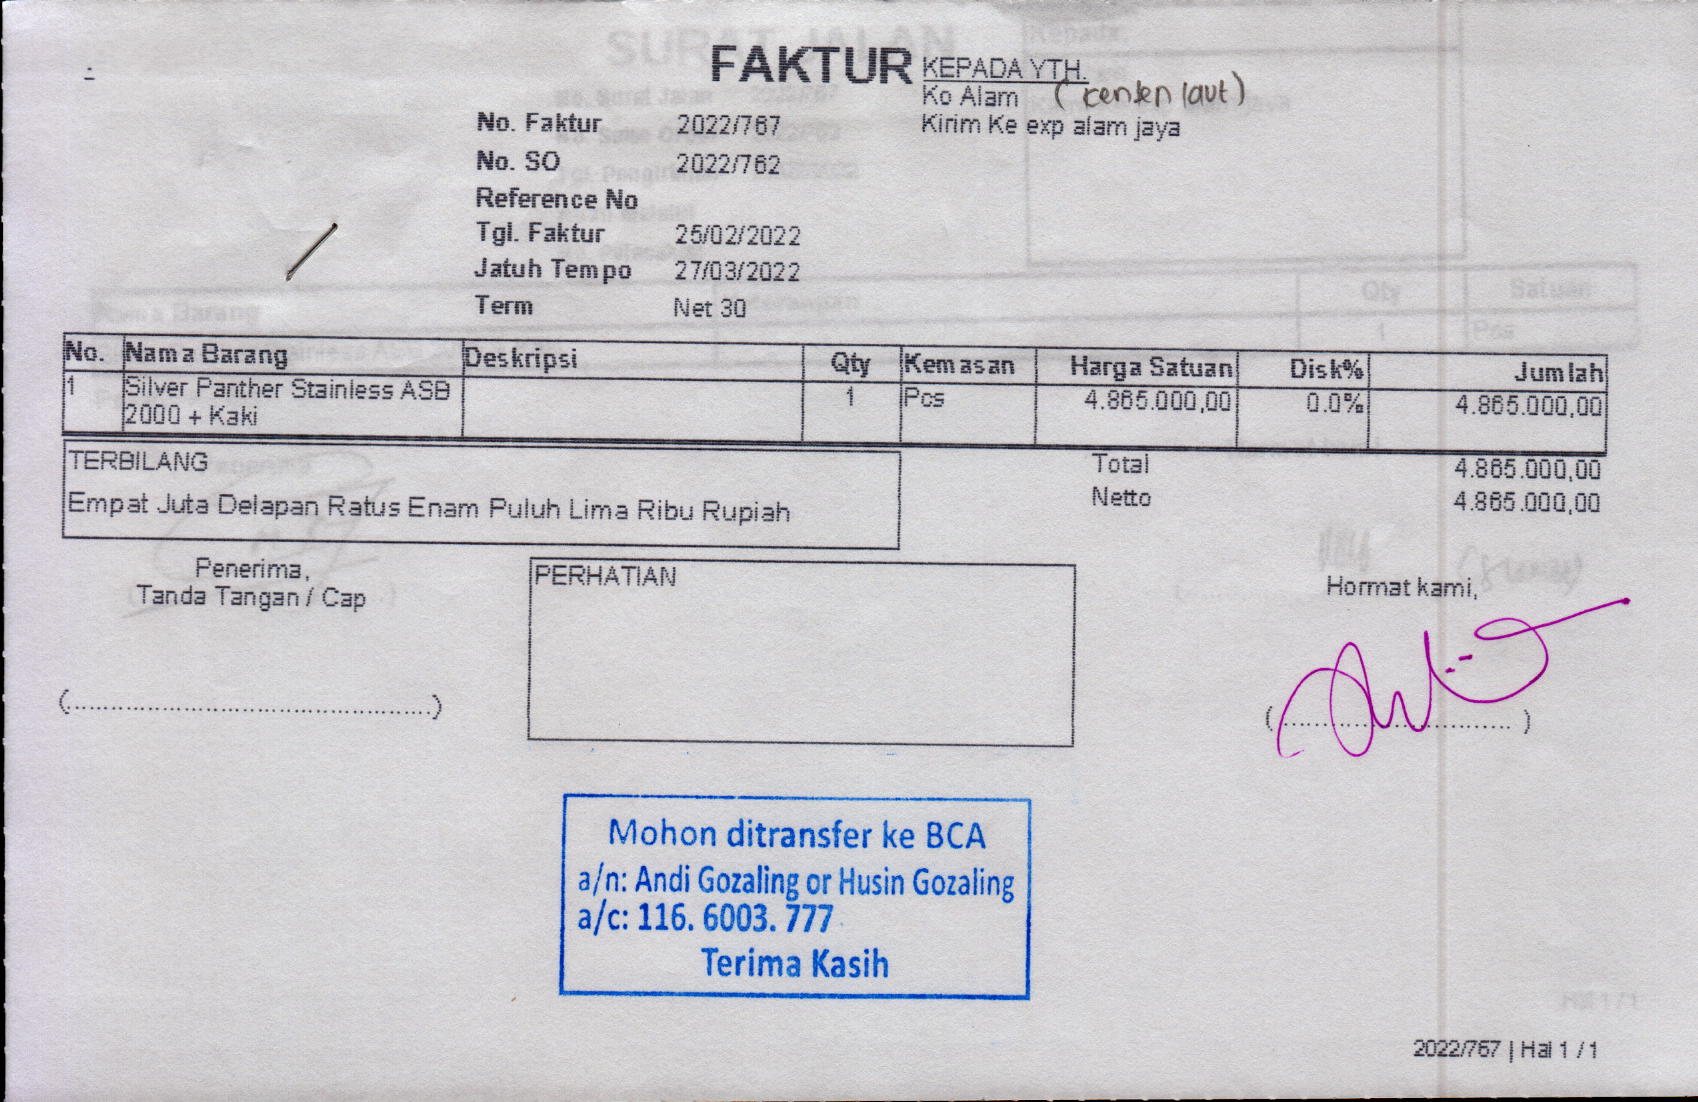 FAKTUR
KEPADA YTH.
Ko Alam
Kirim Ke exp alam jaya
No. Faktur 2022/767
No. SO 2022/762
Reference No
Tgl. Faktur 25/02/2022
Jatuh Tempo 27/03/2022
Term Net 30
No. Nama Barang Deskripsi Qty Kemasan Harga Satuan Disk% Jumlah
1 Silver Panther Stainless ASB 1 Pcs 4.865.000,00 0.0% 4.865.000,00
2000 + Kaki
TERBILANG
Empat Juta Delapan Ratus Enam Puluh Lima Ribu Rupiah
Total 4.865.000,00
Netto 4.865.000,00
Penerima,
Tanda Tangan / Cap
(................................................)
PERHATIAN
Hormat kami,
(..............................)
Mohon ditransfer ke BCA
a/n: Andi Gozaling or Husin Gozaling
a/c: 116. 6003. 777
Terima Kasih
2022/767 | Hal 1 / 1